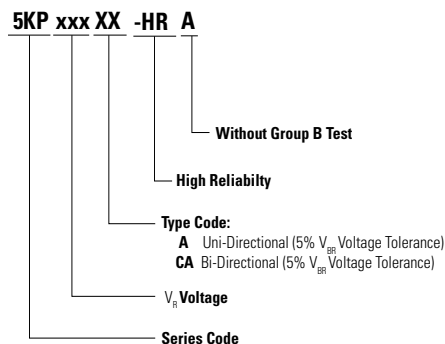 5KP xxx XX -HR A
Without Group B Test
High Reliabilty
Type Code:
A Uni-Directional (5% VBR Voltage Tolerance)
CA Bi-Directional (5% VBR Voltage Tolerance)
VR Voltage
Series Code